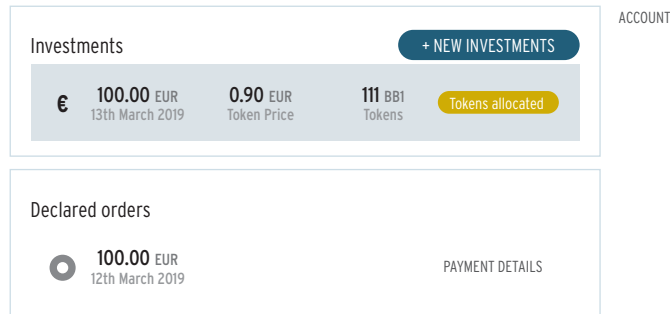 ACCOUNT
Investments
+ NEW INVESTMENTS
€ 100.00 EUR 0.90 EUR 111 BB1 Tokens allocated
13th March 2019 Token Price Tokens
Declared orders
100.00 EUR PAYMENT DETAILS
12th March 2019